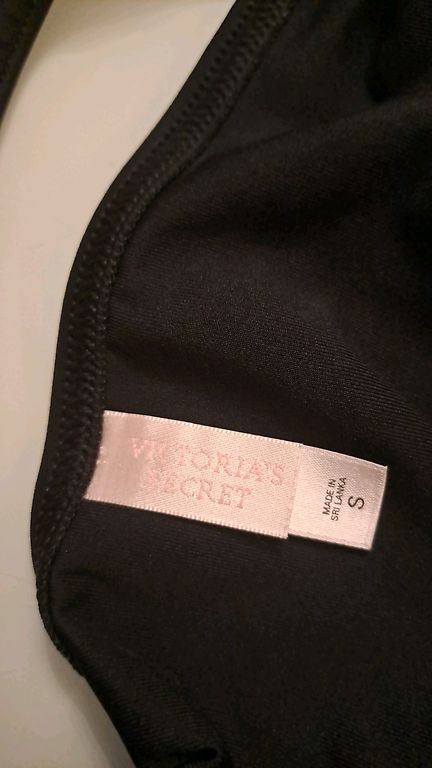 VICTORIA'S
SECRET
MADE IN
SRI LANKA
S